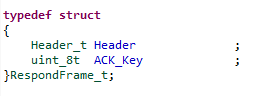 typedef struct
{
    Header_t Header            ;
    uint_8t  ACK_Key           ;
}RespondFrame_t;